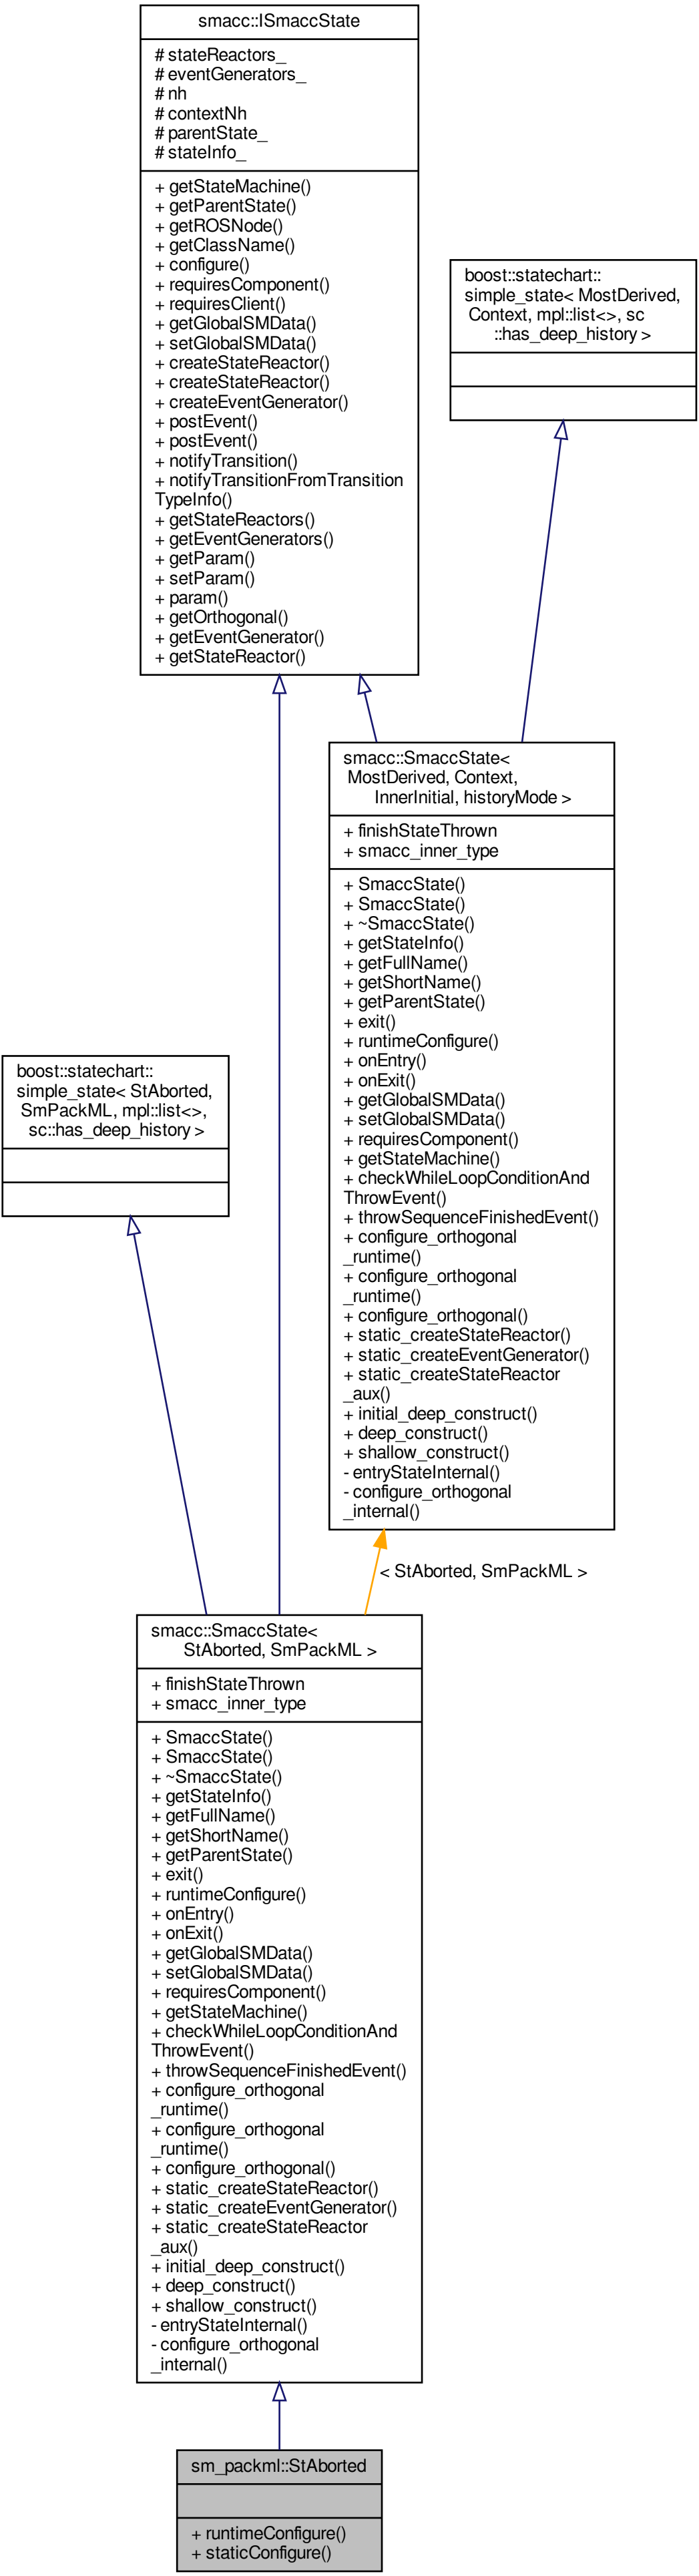 smacc::ISmaccState
# stateReactors_
# eventGenerators_
# nh
# contextNh
# parentState_
# stateInfo_
+ getStateMachine()
+ getParentState()
+ getROSNode()
+ getClassName()
+ configure()
+ requiresComponent()
+ requiresClient()
+ getGlobalSMData()
+ setGlobalSMData()
+ createStateReactor()
+ createStateReactor()
+ createEventGenerator()
+ postEvent()
+ postEvent()
+ notifyTransition()
+ notifyTransitionFromTransition
TypeInfo()
+ getStateReactors()
+ getEventGenerators()
+ getParam()
+ setParam()
+ param()
+ getOrthogonal()
+ getEventGenerator()
+ getStateReactor()
boost::statechart::
simple_state< MostDerived,
Context, mpl::list<>, sc
::has_deep_history >
smacc::SmaccState<
MostDerived, Context,
InnerInitial, historyMode >
+ finishStateThrown
+ smacc_inner_type
+ SmaccState()
+ SmaccState()
+ ~SmaccState()
+ getStateInfo()
+ getFullName()
+ getShortName()
+ getParentState()
+ exit()
+ runtimeConfigure()
+ onEntry()
+ onExit()
+ getGlobalSMData()
+ setGlobalSMData()
+ requiresComponent()
+ getStateMachine()
+ checkWhileLoopConditionAnd
ThrowEvent()
+ throwSequenceFinishedEvent()
+ configure_orthogonal
_runtime()
+ configure_orthogonal
_runtime()
+ configure_orthogonal()
+ static_createStateReactor()
+ static_createEventGenerator()
+ static_createStateReactor
_aux()
+ initial_deep_construct()
+ deep_construct()
+ shallow_construct()
- entryStateInternal()
- configure_orthogonal
_internal()
boost::statechart::
simple_state< StAborted,
SmPackML, mpl::list<>,
sc::has_deep_history >
< StAborted, SmPackML >
smacc::SmaccState<
StAborted, SmPackML >
+ finishStateThrown
+ smacc_inner_type
+ SmaccState()
+ SmaccState()
+ ~SmaccState()
+ getStateInfo()
+ getFullName()
+ getShortName()
+ getParentState()
+ exit()
+ runtimeConfigure()
+ onEntry()
+ onExit()
+ getGlobalSMData()
+ setGlobalSMData()
+ requiresComponent()
+ getStateMachine()
+ checkWhileLoopConditionAnd
ThrowEvent()
+ throwSequenceFinishedEvent()
+ configure_orthogonal
_runtime()
+ configure_orthogonal
_runtime()
+ configure_orthogonal()
+ static_createStateReactor()
+ static_createEventGenerator()
+ static_createStateReactor
_aux()
+ initial_deep_construct()
+ deep_construct()
+ shallow_construct()
- entryStateInternal()
- configure_orthogonal
_internal()
sm_packml::StAborted
+ runtimeConfigure()
+ staticConfigure()